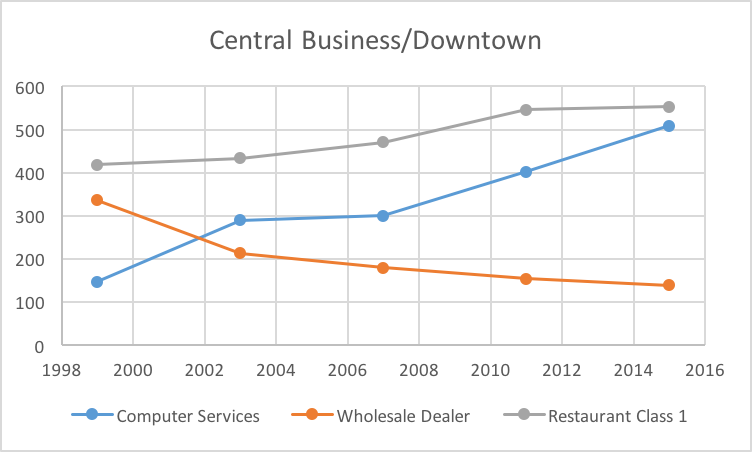 Central Business/Downtown
600
500
400
300
200
100
0
1998 2000 2002 2004 2006 2008 2010 2012 2014 2016
Computer Services Wholesale Dealer Restaurant Class 1